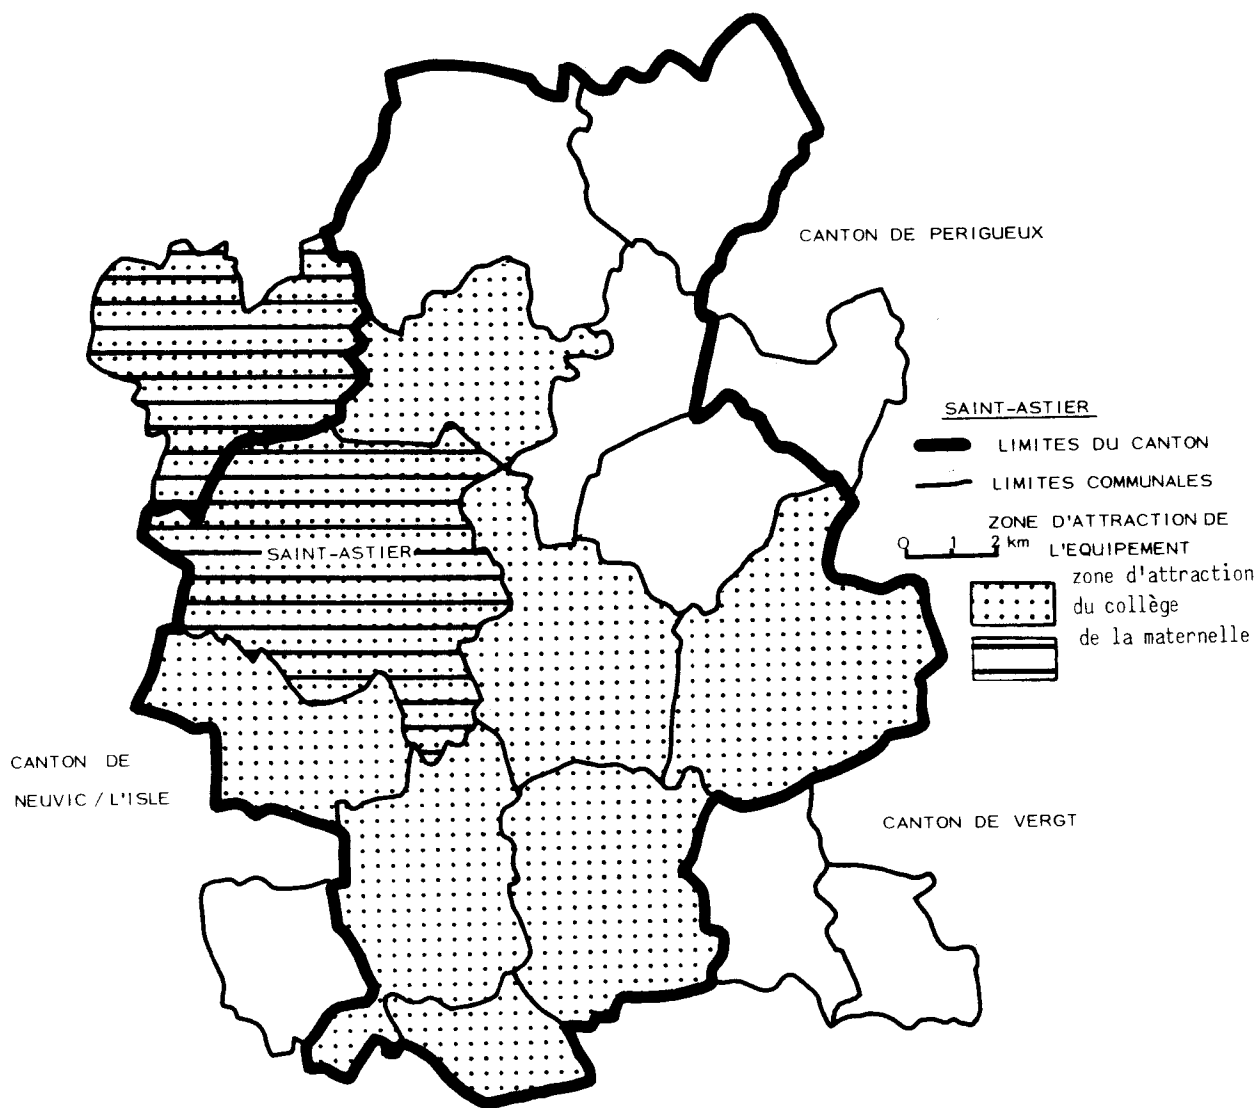 CANTON DE PERIGUEUX
SAINT-ASTIER
LIMITES DU CANTON
LIMITES COMMUNALES
ZONE D'ATTRACTION DE
L'EQUIPEMENT
0 1 2 km
zone d'attraction
du collège
de la maternelle
SAINT-ASTIER
CANTON DE
NEUVIC / L'ISLE
CANTON DE VERGT